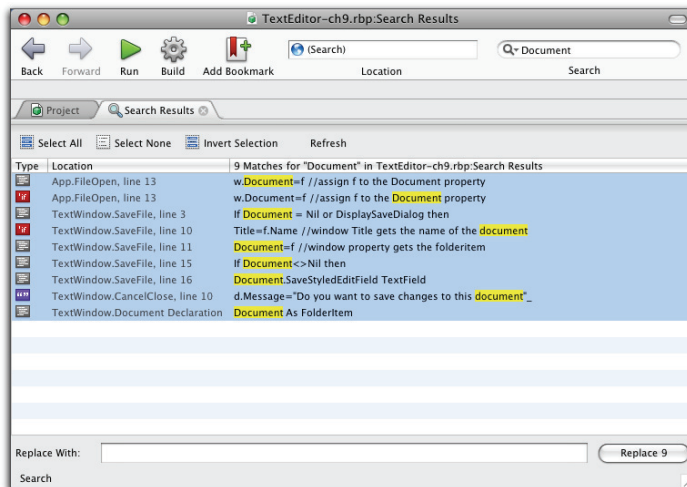 TextEditor-ch9.rbp:Search Results
(Search)
Document
Back Forward Run Build Add Bookmark Location Search
Project Search Results
Select All Select None Invert Selection Refresh
Type Location 9 Matches for "Document" in TextEditor-ch9.rbp:Search Results
App.FileOpen, line 13 w.Document=f //assign f to the Document property
App.FileOpen, line 13 w.Document=f //assign f to the Document property
TextWindow.SaveFile, line 3 If Document = Nil or DisplaySaveDialog then
TextWindow.SaveFile, line 10 Title=f.Name //window Title gets the name of the document
TextWindow.SaveFile, line 11 Document=f //window property gets the folderitem
TextWindow.SaveFile, line 15 If Document<>Nil then
TextWindow.SaveFile, line 16 Document.SaveStyledEditField TextField
TextWindow.CancelClose, line 10 d.Message="Do you want to save changes to this document"_
TextWindow.Document Declaration Document As FolderItem
Replace With: Replace 9
Search